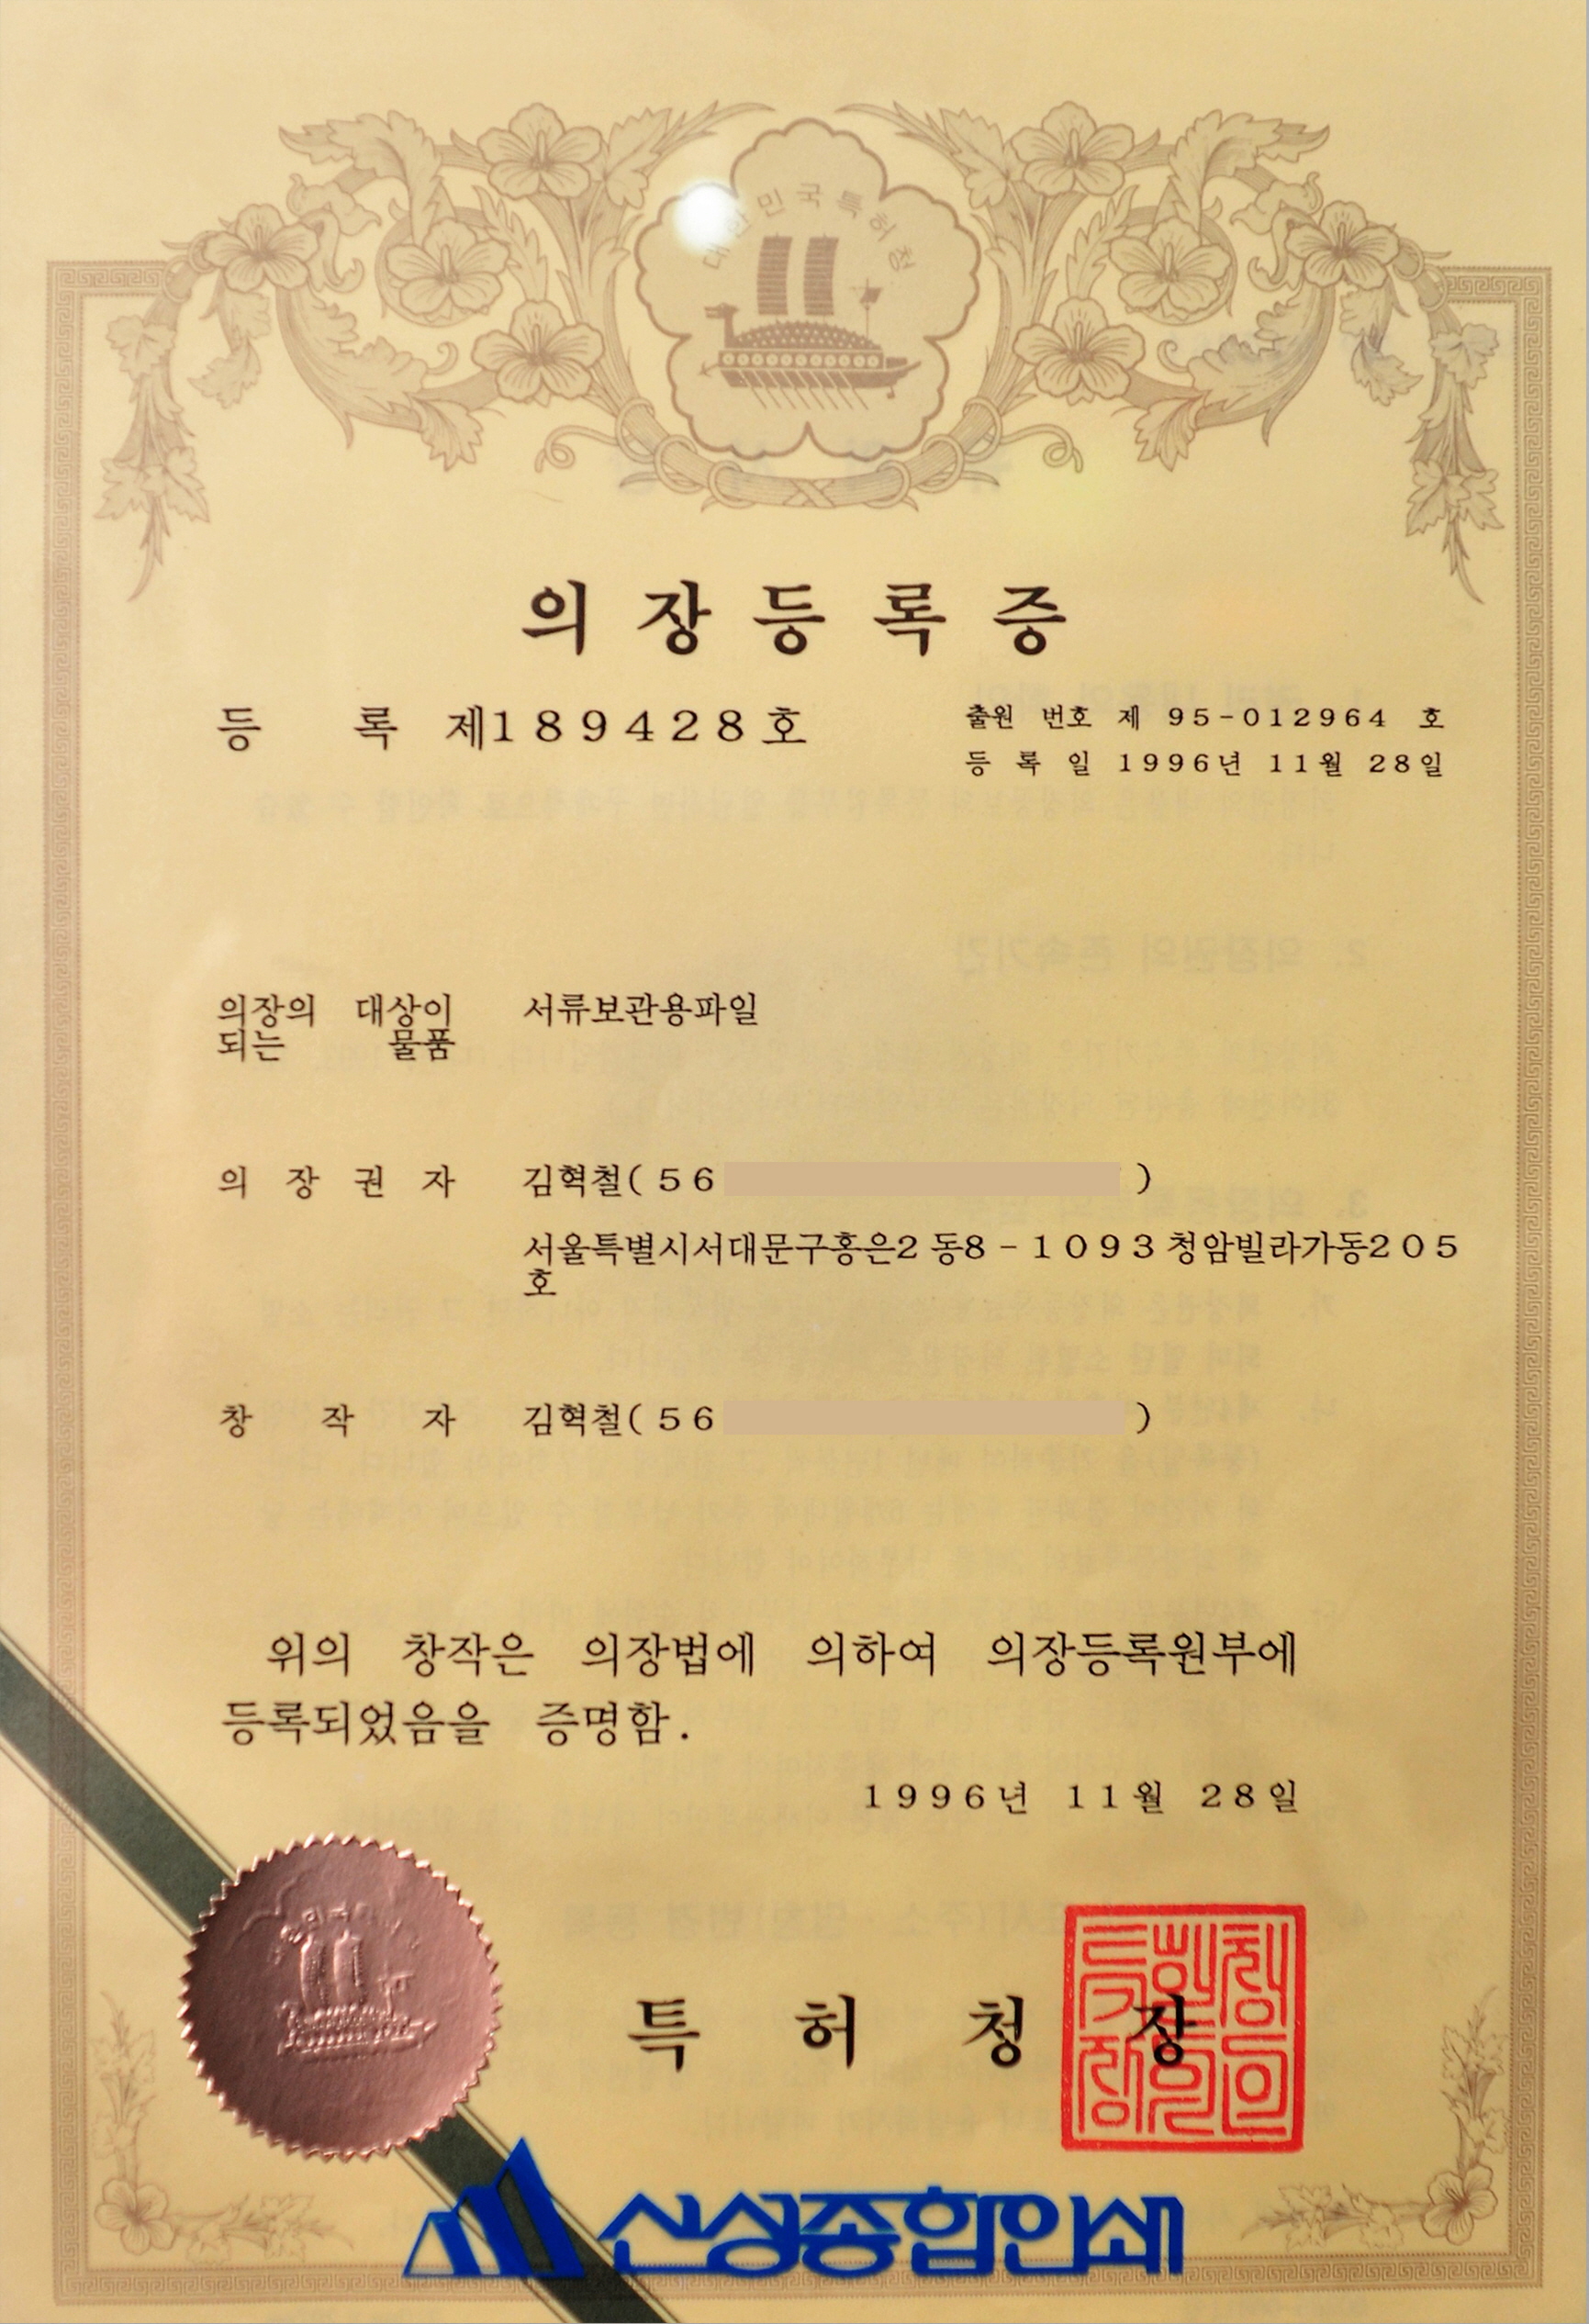 대한민국특허청
의장등록증
등 록 제189428호
출원 번호 제 95-012964 호
등 록 일 1996년 11월 28일
의장의 대상이 서류보관용파일
되는 물품
의 장 권 자 김혁철(56 )
서울특별시서대문구홍은2동8-1093청암빌라가동205
호
창 작 자 김혁철(56 )
위의 창작은 의장법에 의하여 의장등록원부에
등록되었음을 증명함.
1996년 11월 28일
특 허 청 장
신성종합인쇄